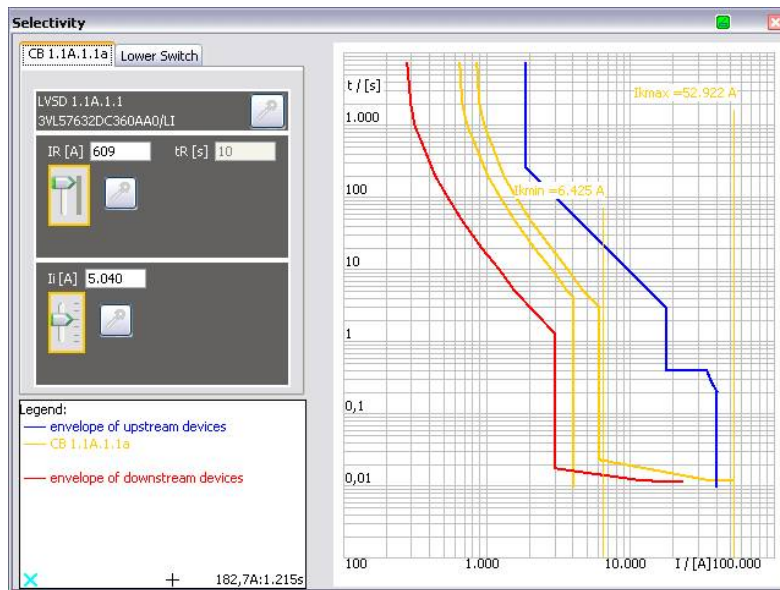 Selectivity
CB 1.1A.1.1a
Lower Switch
LVSD 1.1A.1.1
3VL57632DC360AA0/LI
IR [A] 609 tR [s] 10
Ii [A] 5.040
Legend:
envelope of upstream devices
CB 1.1A.1.1a
envelope of downstream devices
182,7A:1.215s
t / [s]
Ikmax =52.922 A
1.000
100
Ikmin =6.425 A
10
1
0,1
0,01
100 1.000 10.000 I / [A]100.000